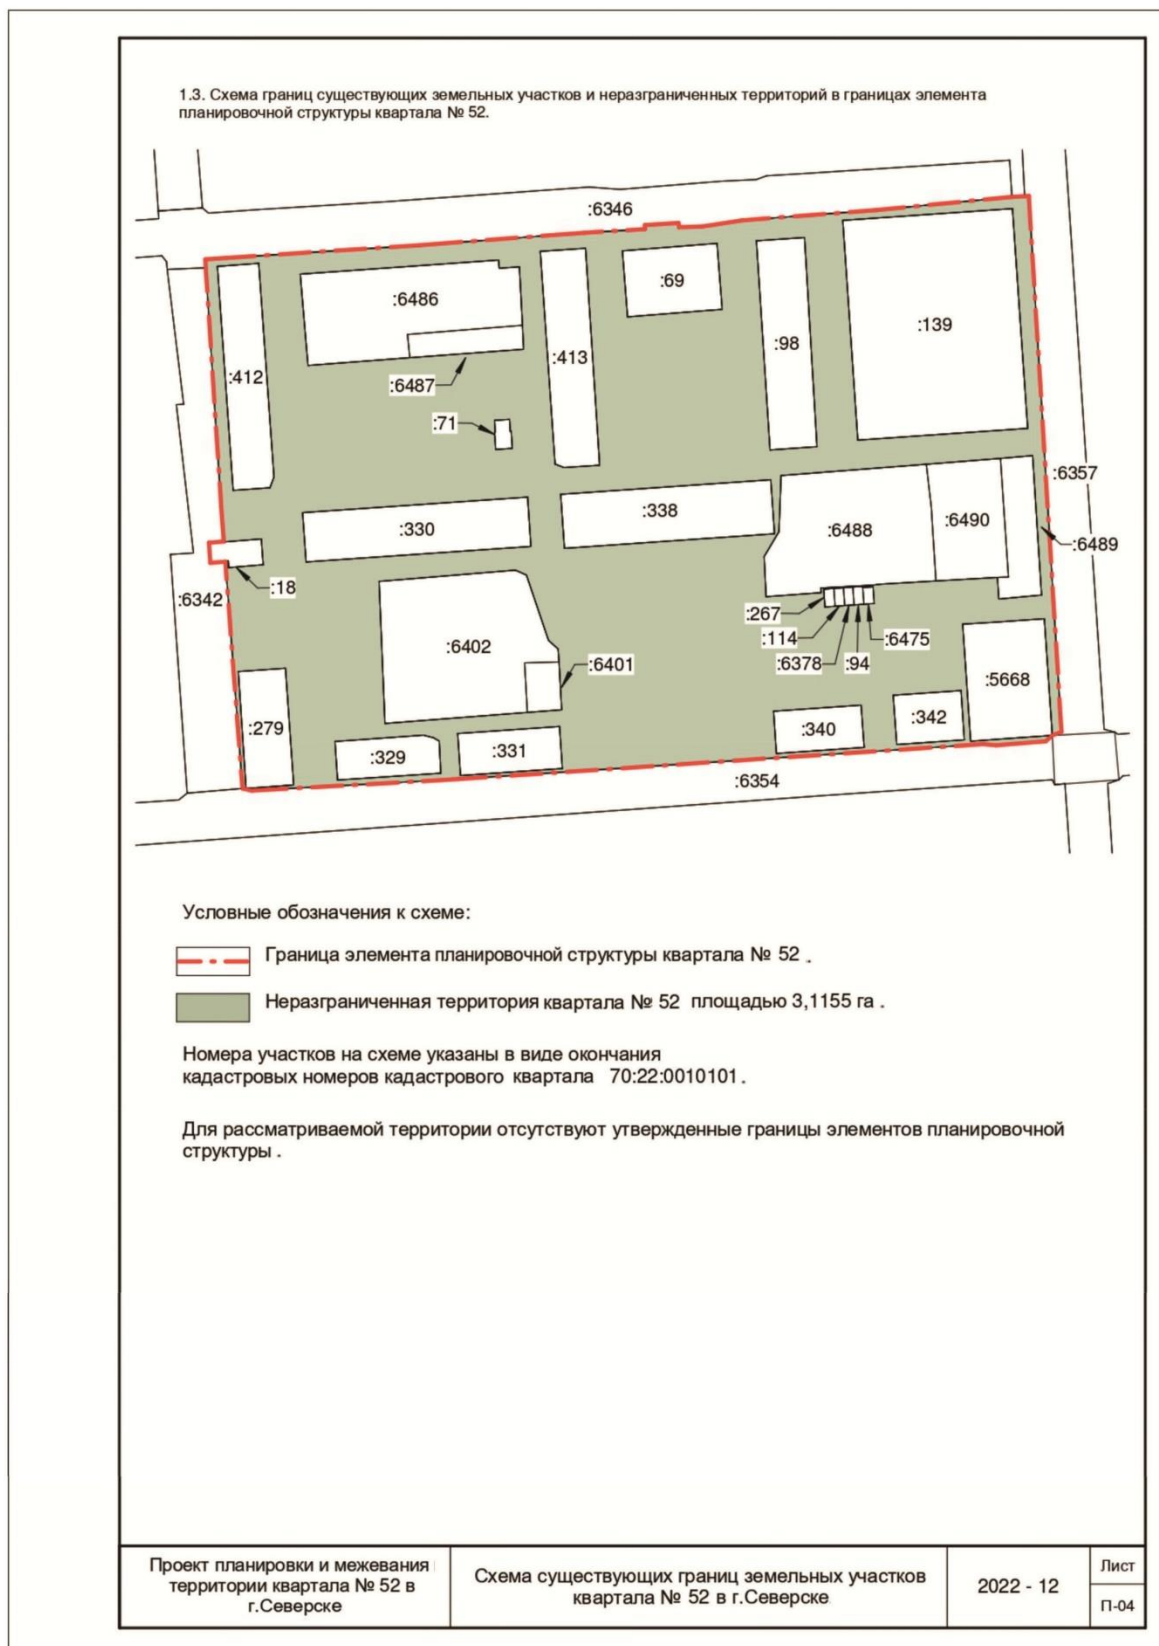 1.3. Схема границ существующих земельных участков и неразграниченных территорий в границах элемента
планировочной структуры квартала № 52.
:6346
:69
:6486
:139
:98
:413
:412
:6487
:71
:6357
:338
:330
:6488
:6490
:6489
:18
:6342
:267
:114
:6475
:6402
:6401
:6378
:94
:5668
:279
:342
:340
:329
:331
:6354
Условные обозначения к схеме:
Граница элемента планировочной структуры квартала № 52 .
Неразграниченная территория квартала № 52 площадью 3,1155 га .
Номера участков на схеме указаны в виде окончания
кадастровых номеров кадастрового квартала 70:22:0010101 .
Для рассматриваемой территории отсутствуют утвержденные границы элементов планировочной
структуры .
Проект планировки и межевания
территории квартала № 52 в
г.Северске
Схема существующих границ земельных участков
квартала № 52 в г.Северске
2022 - 12
Лист
П-04